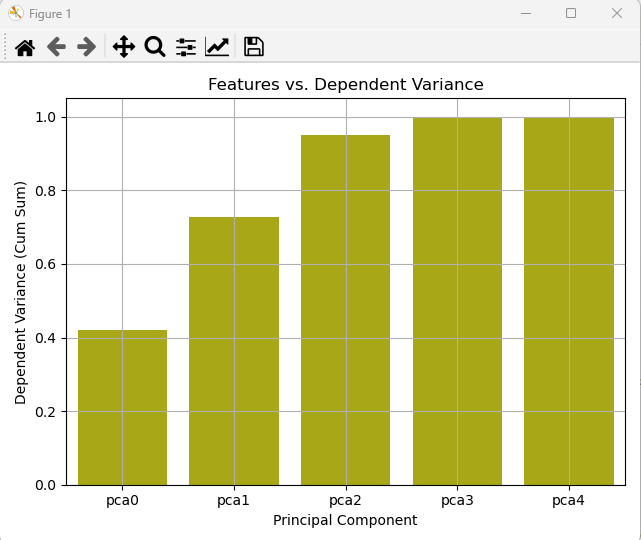 Figure 1
Features vs. Dependent Variance
Dependent Variance (Cum Sum)
1.0
0.8
0.6
0.4
0.2
0.0
pca0 pca1 pca2 pca3 pca4
Principal Component